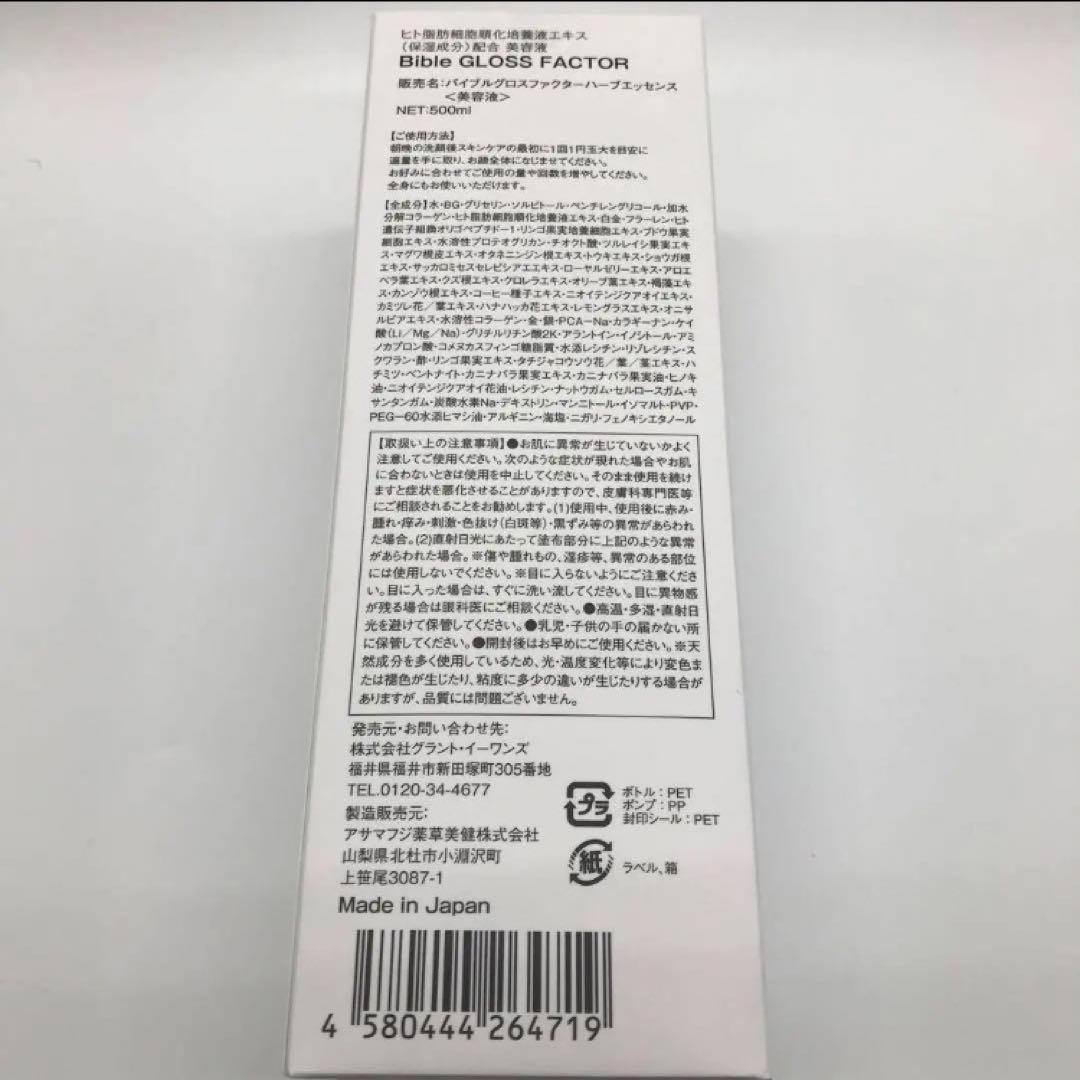 ヒト脂肪細胞順化培養液エキス
（保湿成分）配合 美容液
Bible GLOSS FACTOR
販売名：バイブルグロスファクターハーブエッセンス
＜美容液＞
NET:500ml
【ご使用方法】
朝晩の洗顔後スキンケアの最初に1回1円玉大を目安に
適量を手に取り、お顔全体になじませてください。
お好みに合わせてご使用の量や回数を増やしてください。
全身にもお使いいただけます。
【全成分】水・BG・グリセリン・ソルビトール・ペンチレングリコール・加水
分解コラーゲン・ヒト脂肪細胞順化培養液エキス・白金・フラーレン・ヒト
遺伝子組換オリゴペプチド-1・リンゴ果実培養細胞エキス・ブドウ果実
細胞エキス・水溶性プロテオグリカン・チオクト酸・ツルレイシ果実エキ
ス・マグワ根皮エキス・オタネニンジン根エキス・トウキエキス・ショウガ根
エキス・サッカロミセスセレビシアエエキス・ローヤルゼリーエキス・アロエ
ベラ葉エキス・クズ根エキス・クロレラエキス・オリーブ葉エキス・褐藻エキ
ス・カンゾウ根エキス・コーヒー種子エキス・ニオイテンジクアオイエキス・
カミツレ花／葉エキス・ハナハッカ花エキス・レモングラスエキス・オニサ
ルビアエキス・水溶性コラーゲン・金・銀・PCA-Na・カラギーナン・ケイ
酸（Li／Mg／Na）・グリチルリチン酸2K・アラントイン・イノシトール・アミ
ノカプロン酸・コメヌカスフィンゴ糖脂質・水添レシチン・リゾレシチン・ス
クワラン・酢・リンゴ果実エキス・タチジャコウソウ花／葉／茎エキス・ハ
チミツ・ベントナイト・カニナバラ果実エキス・カニナバラ果実油・ヒノキ
油・ニオイテンジクアオイ花油・レシチン・ナットウガム・セルロースガム・キ
サンタンガム・炭酸水素Na・デキストリン・マンニトール・イソマルト・PVP・
PEG-60水添ヒマシ油・アルギニン・海塩・ニガリ・フェノキシエタノール
【取扱い上の注意事項】●お肌に異常が生じていないかよく
注意してご使用ください。次のような症状が現れた場合やお肌
に合わないときは使用を中止してください。そのまま使用を続け
ますと症状を悪化させることがありますので、皮膚科専門医等
にご相談されることをお勧めします。（1）使用中、使用後に赤み・
腫れ・痒み・刺激・色抜け（白斑等）・黒ずみ等の異常があらわれ
た場合。（2）直射日光にあたって塗布部分に上記のような異常
があらわれた場合。※傷や腫れもの、湿疹等、異常のある部位
には使用しないでください。※目に入らないようにご注意くださ
い。目に入った場合は、すぐに洗い流してください。目に異物感
が残る場合は眼科医にご相談ください。●高温・多湿・直射日
光を避けて保管してください。●乳児・子供の手の届かない所
に保管してください。●開封後はお早めにご使用ください。※天
然成分を多く使用しているため、光・温度変化等により変色ま
たは褪色が生じたり、粘度に多少の違いが生じたりする場合が
ありますが、品質には問題ございません。
発売元・お問い合わせ先：
株式会社グラント・イーワンズ
福井県福井市新田塚町305番地
TEL.0120-34-4677
製造販売元：
アサマフジ薬草美健株式会社
山梨県北杜市小淵沢町
上笹尾3087-1
Made in Japan
プラ
ボトル：PET
ポンプ：PP
封印シール：PET
紙
ラベル、箱
4 580444 264719